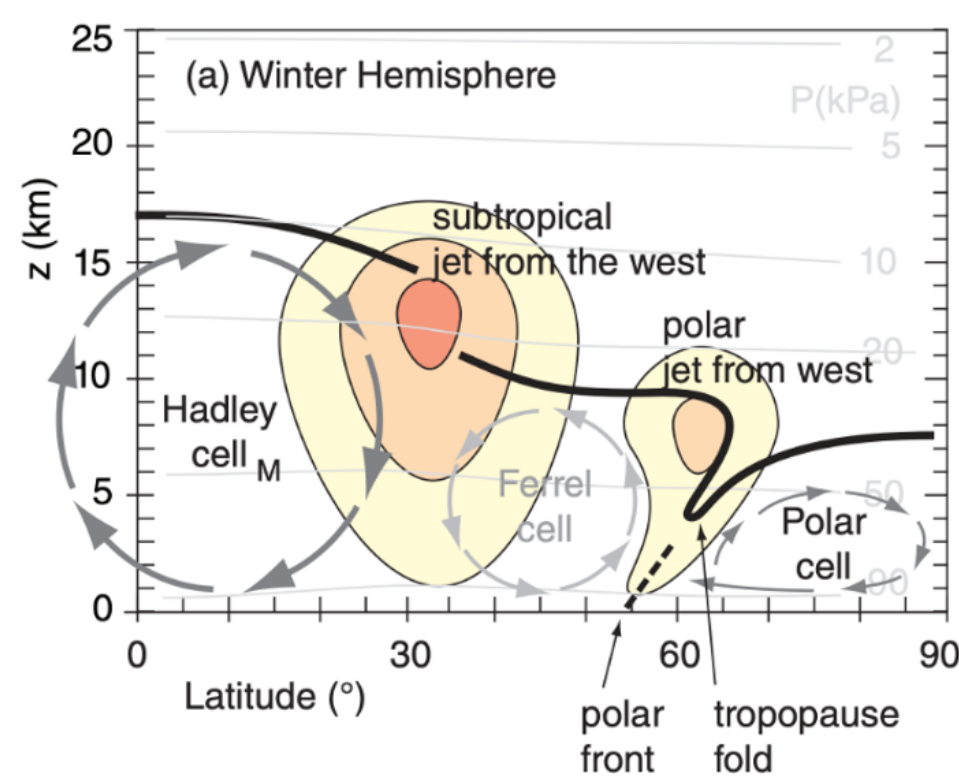 25
(a) Winter Hemisphere
2
P(kPa)
20
5
z (km)
subtropical
jet from the west
15
10
polar
jet from west
20
10
Hadley
cell M
Ferrel
cell
5
50
Polar
cell
90
0
0
30
60
90
Latitude (°)
polar
front
tropopause
fold